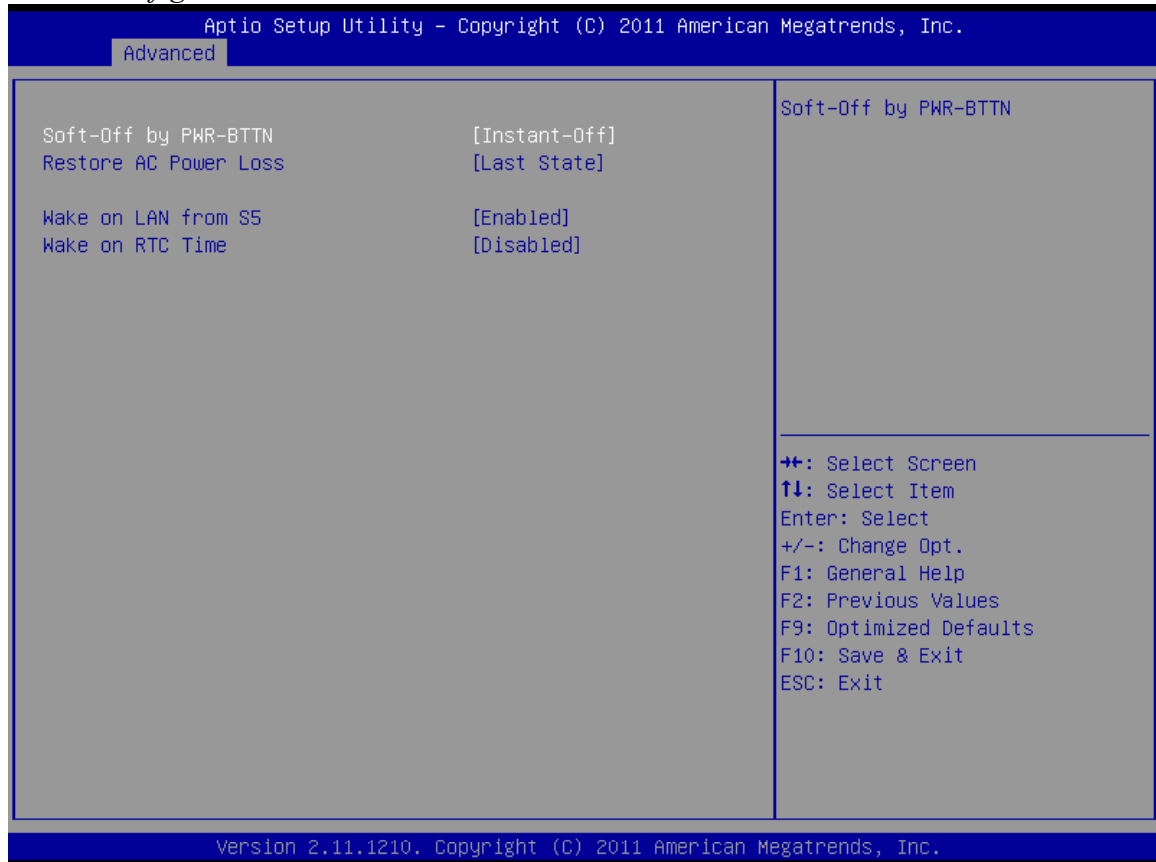 Aptio Setup Utility – Copyright (C) 2011 American Megatrends, Inc.
Advanced
Soft-Off by PWR-BTTN [Instant-Off]
Restore AC Power Loss [Last State]
Wake on LAN from S5 [Enabled]
Wake on RTC Time [Disabled]
Soft-Off by PWR-BTTN
→←: Select Screen
↑↓: Select Item
Enter: Select
+/-: Change Opt.
F1: General Help
F2: Previous Values
F9: Optimized Defaults
F10: Save & Exit
ESC: Exit
Version 2.11.1210. Copyright (C) 2011 American Megatrends, Inc.